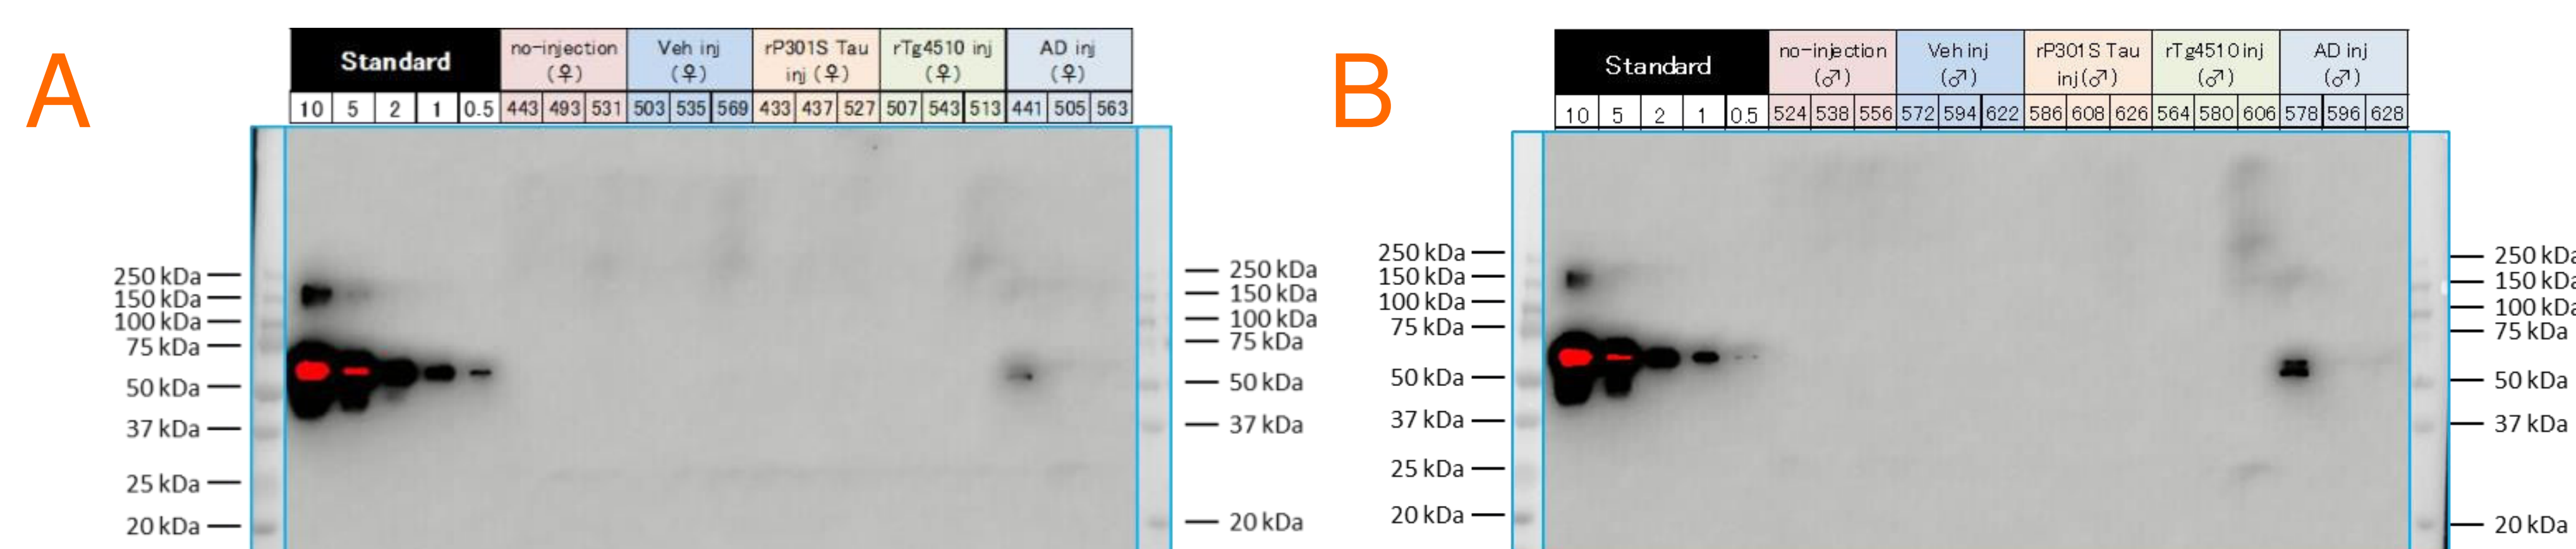 A
Standard
no-injection (♀)
Veh inj (♀)
rP301S Tau inj (♀)
rTg4510 inj (♀)
AD inj (♀)
10 5 2 1 0.5 443 493 531 503 535 569 433 437 527 507 543 513 441 505 563
250 kDa
150 kDa
100 kDa
75 kDa
50 kDa
37 kDa
25 kDa
20 kDa
250 kDa
150 kDa
100 kDa
75 kDa
50 kDa
37 kDa
20 kDa
B
Standard
no-injection (♂)
Veh inj (♂)
rP301S Tau inj(♂)
rTg4510 inj (♂)
AD inj (♂)
10 5 2 1 0.5 524 538 556 572 594 622 586 608 626 564 580 606 578 596 628
250 kDa
150 kDa
100 kDa
75 kDa
50 kDa
37 kDa
25 kDa
20 kDa
250 kDa
150 kDa
100 kDa
75 kDa
50 kDa
37 kDa
20 kDa